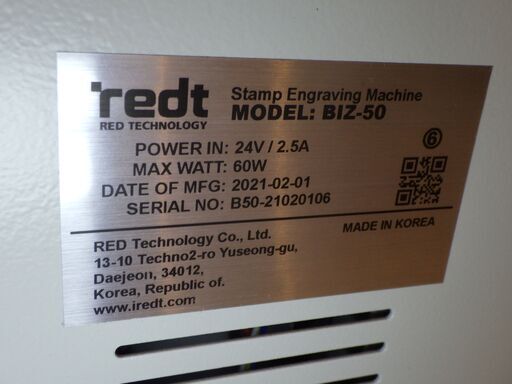 redt
RED TECHNOLOGY
Stamp Engraving Machine
MODEL: BIZ-50
POWER IN: 24V / 2.5A
MAX WATT: 60W
DATE OF MFG: 2021-02-01
SERIAL NO: B50-21020106
6
MADE IN KOREA
RED Technology Co., Ltd.
13-10 Techno2-ro Yuseong-gu,
Daejeon, 34012,
Korea, Republic of.
www.iredt.com